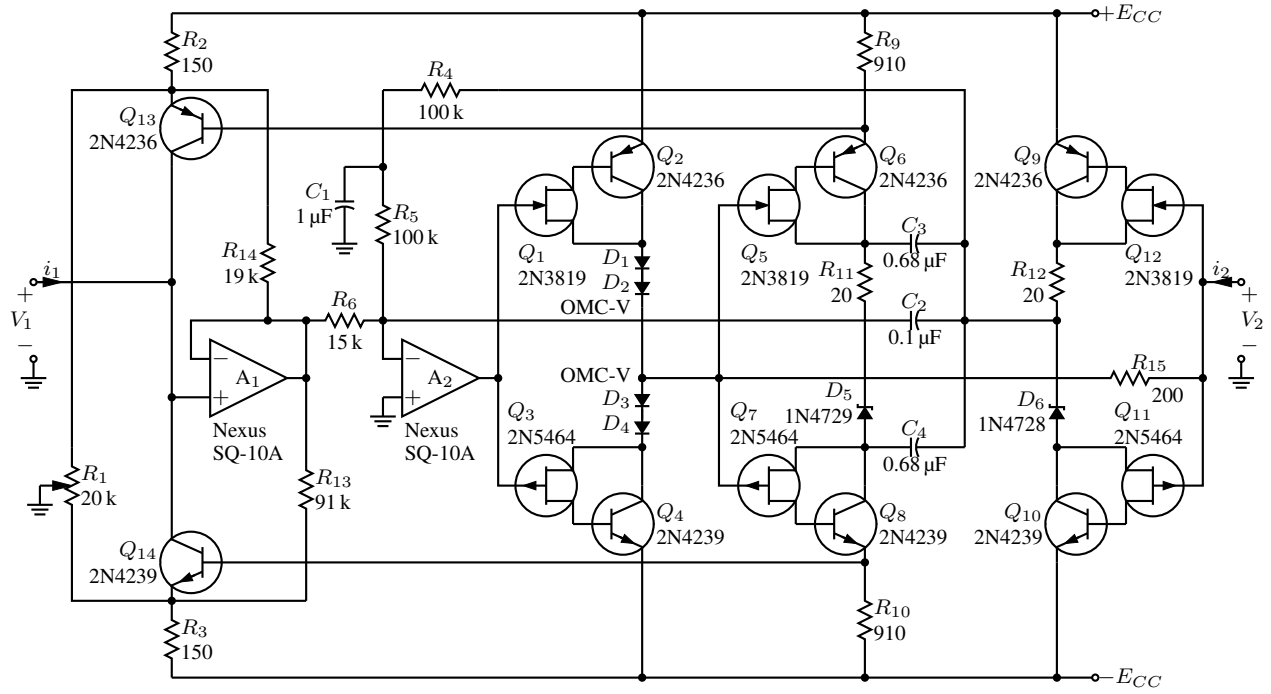 +E_CC
R_2
150
R_9
910
R_4
100 k
Q_13
2N4236
Q_2
2N4236
Q_6
2N4236
Q_9
2N4236
C_1
1 μF
R_5
100 k
C_3
0.68 μF
R_14
19 k
Q_1
2N3819
D_1
D_2
OMC-V
Q_5
2N3819
R_11
20
R_12
20
Q_12
2N3819
i_1
+
V_1
−
i_2
+
V_2
−
R_6
15 k
C_2
0.1 μF
−
A_1
+
Nexus
SQ-10A
−
A_2
+
Nexus
SQ-10A
OMC-V
D_3
D_4
R_15
200
Q_3
2N5464
Q_7
2N5464
D_5
1N4729
D_6
1N4728
Q_11
2N5464
C_4
0.68 μF
R_1
20 k
R_13
91 k
Q_14
2N4239
Q_4
2N4239
Q_8
2N4239
Q_10
2N4239
R_3
150
R_10
910
−E_CC